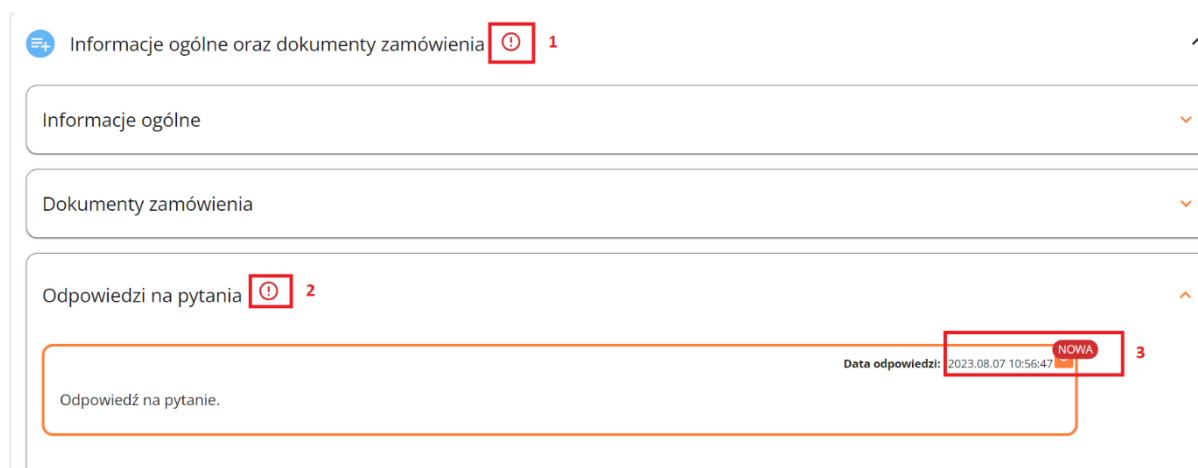 Informacje ogólne oraz dokumenty zamówienia 1
Informacje ogólne
Dokumenty zamówienia
Odpowiedzi na pytania 2
NOWA
Data odpowiedzi: 2023.08.07 10:56:47 3
Odpowiedź na pytanie.